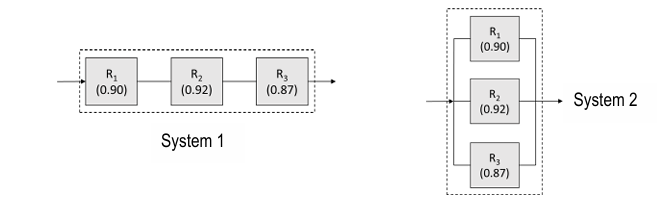 R₁
(0.90)
R₂
(0.92)
R₃
(0.87)
System 1
R₁
(0.90)
R₂
(0.92)
R₃
(0.87)
System 2